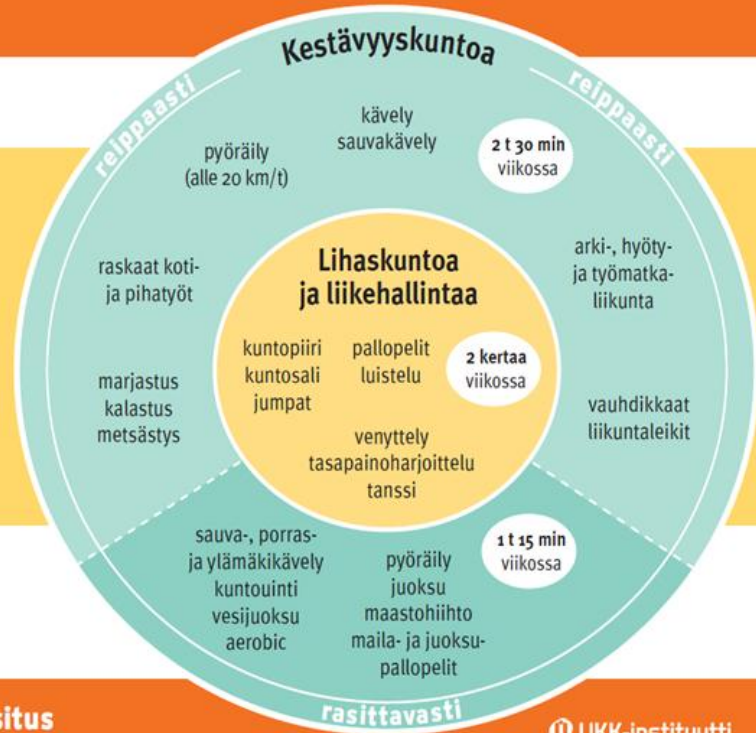 Kestävyyskuntoa
reippaasti
reippaasti
kävely
sauvakävely
2 t 30 min
viikossa
pyöräily
(alle 20 km/t)
raskaat koti-
ja pihatyöt
arki-, hyöty-
ja työmatka-
liikunta
marjastus
kalastus
metsästys
vauhdikkaat
liikuntaleikit
Lihaskuntoa
ja liikehallintaa
kuntopiiri
kuntosali
jumpat
pallopelit
luistelu
2 kertaa
viikossa
venyttely
tasapainoharjoittelu
tanssi
sauva-, porras-
ja ylämäkikävely
kuntouinti
vesijuoksu
aerobic
pyöräily
juoksu
maastohiihto
maila- ja juoksu-
pallopelit
1 t 15 min
viikossa
rasittavasti
situs
UKK-instituutti